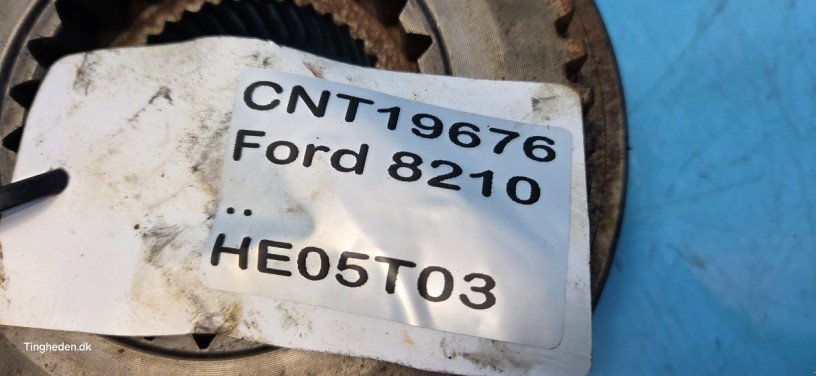 CNT19676
Ford 8210
..
HE05T03
Tingheden.dk